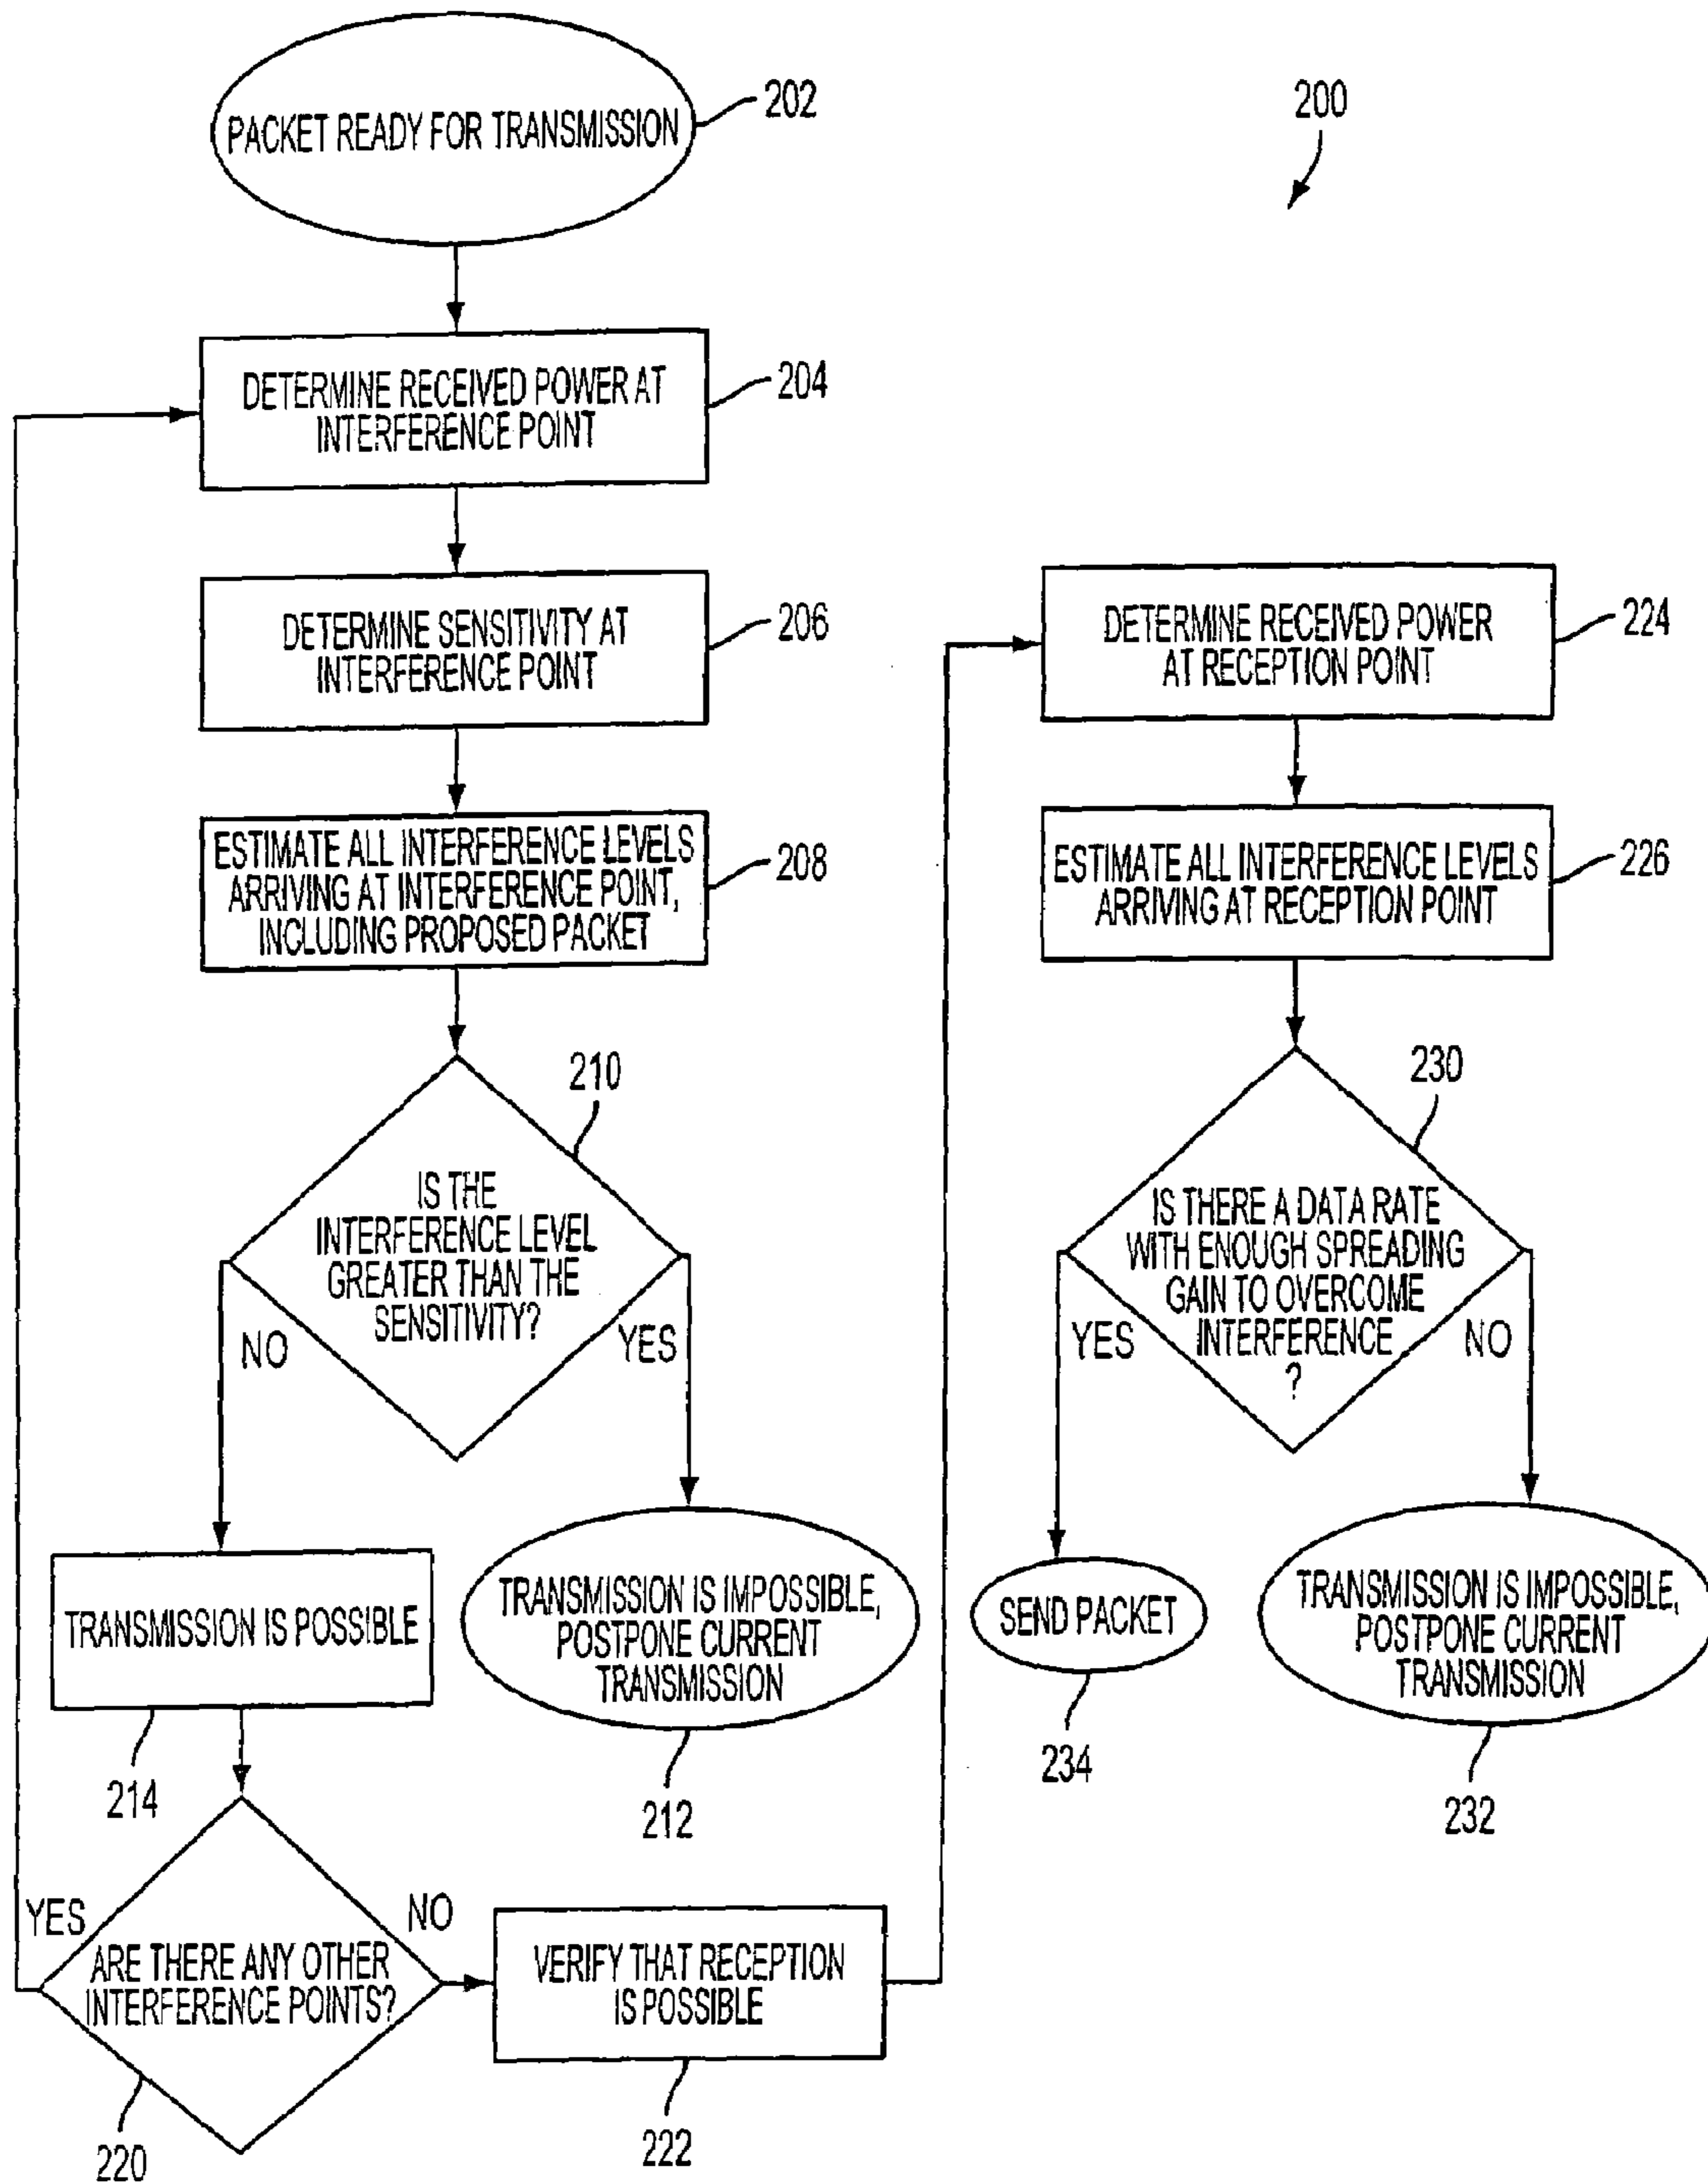 PACKET READY FOR TRANSMISSION
202
200
DETERMINE RECEIVED POWER AT
INTERFERENCE POINT
204
DETERMINE SENSITIVITY AT
INTERFERENCE POINT
206
ESTIMATE ALL INTERFERENCE LEVELS
ARRIVING AT INTERFERENCE POINT,
INCLUDING PROPOSED PACKET
208
210
IS THE
INTERFERENCE LEVEL
GREATER THAN THE
SENSITIVITY?
NO
YES
TRANSMISSION IS POSSIBLE
214
TRANSMISSION IS IMPOSSIBLE,
POSTPONE CURRENT
TRANSMISSION
212
YES
NO
ARE THERE ANY OTHER
INTERFERENCE POINTS?
220
VERIFY THAT RECEPTION
IS POSSIBLE
222
DETERMINE RECEIVED POWER
AT RECEPTION POINT
224
ESTIMATE ALL INTERFERENCE LEVELS
ARRIVING AT RECEPTION POINT
226
230
IS THERE A DATA RATE
WITH ENOUGH SPREADING
GAIN TO OVERCOME
INTERFERENCE
?
YES
NO
SEND PACKET
234
TRANSMISSION IS IMPOSSIBLE,
POSTPONE CURRENT
TRANSMISSION
232